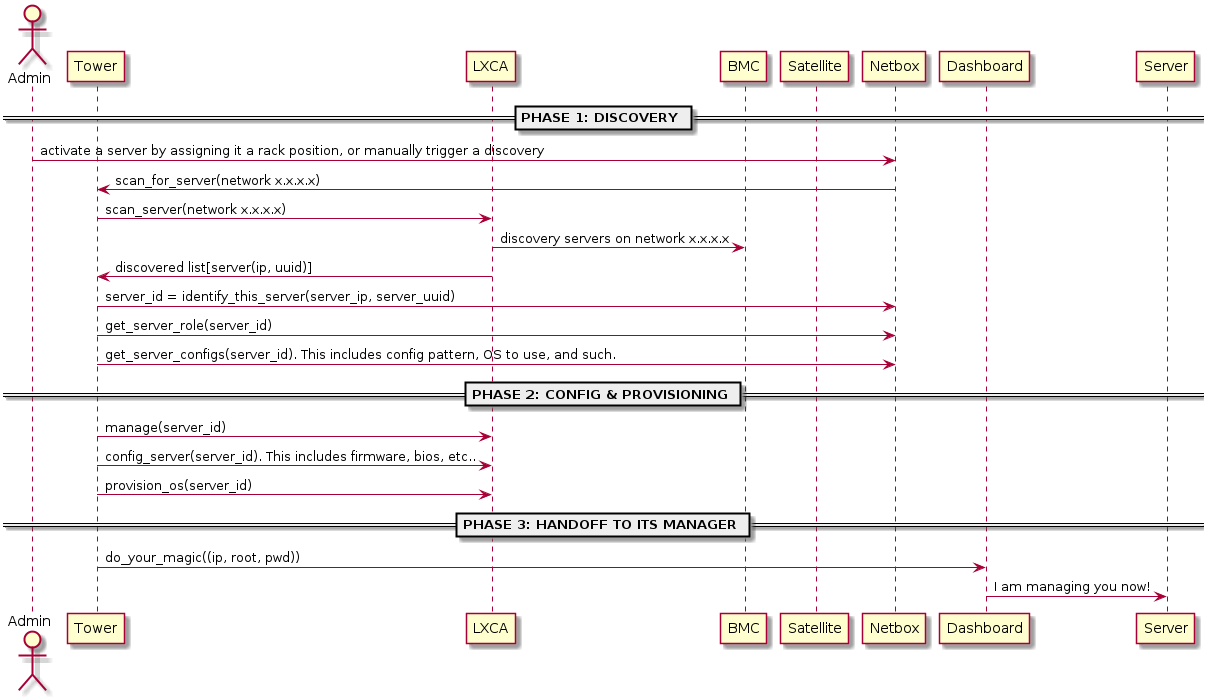 Admin
Tower
LXCA
BMC
Satellite
Netbox
Dashboard
Server
PHASE 1: DISCOVERY
activate a server by assigning it a rack position, or manually trigger a discovery
scan_for_server(network x.x.x.x)
scan_server(network x.x.x.x)
discovery servers on network x.x.x.x
discovered list[server(ip, uuid)]
server_id = identify_this_server(server_ip, server_uuid)
get_server_role(server_id)
get_server_configs(server_id). This includes config pattern, OS to use, and such.
PHASE 2: CONFIG & PROVISIONING
manage(server_id)
config_server(server_id). This includes firmware, bios, etc..
provision_os(server_id)
PHASE 3: HANDOFF TO ITS MANAGER
do_your_magic((ip, root, pwd))
I am managing you now!
Admin
Tower
LXCA
BMC
Satellite
Netbox
Dashboard
Server